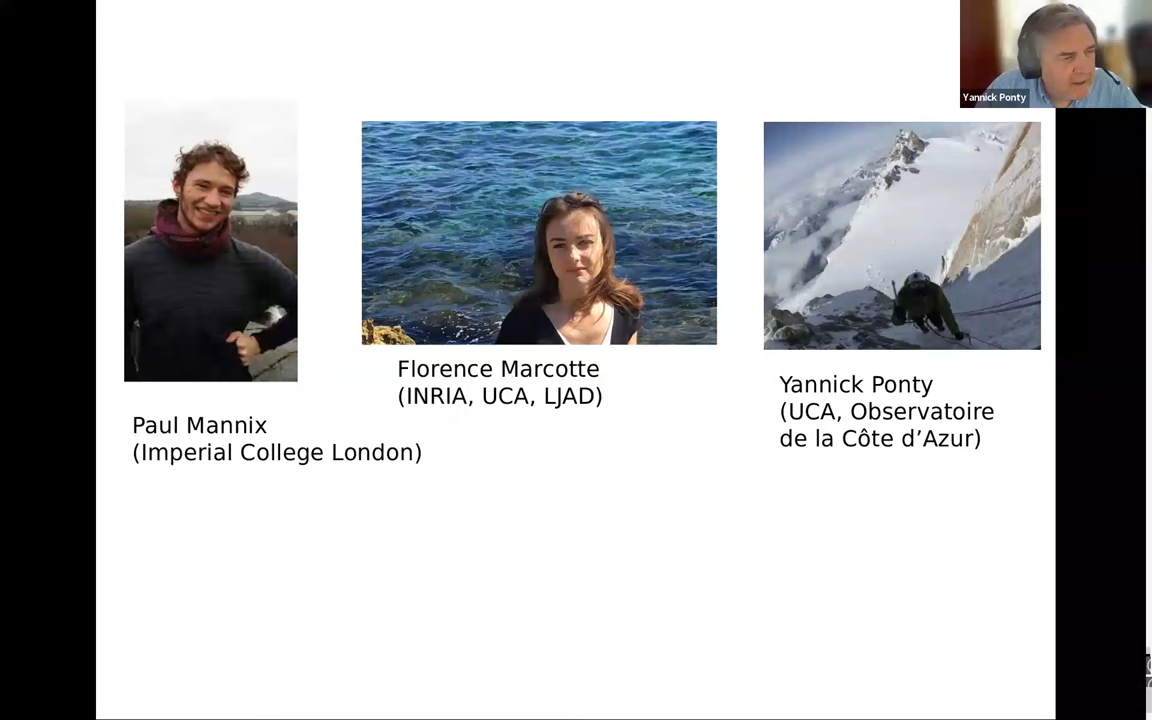 Yannick Ponty
Florence Marcotte
(INRIA, UCA, LJAD)
Yannick Ponty
(UCA, Observatoire
de la Côte d’Azur)
Paul Mannix
(Imperial College London)